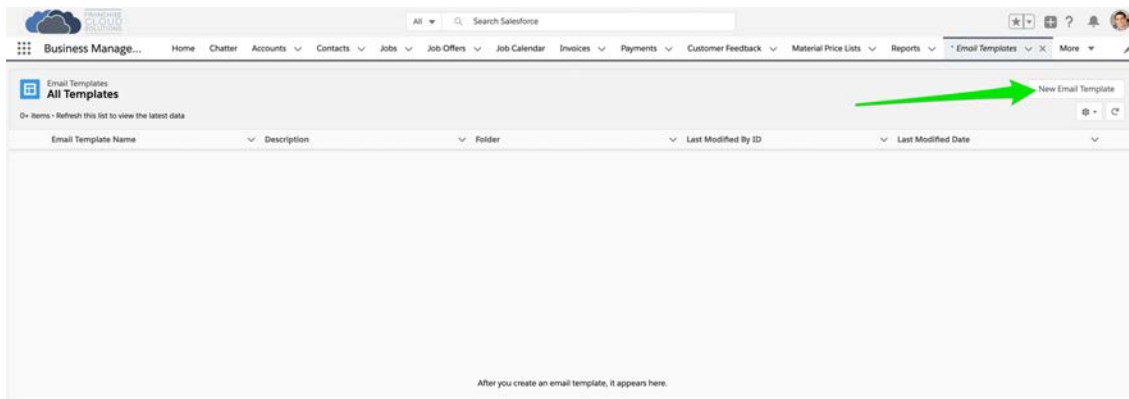 FRANCHISE
CLOUD
SOLUTIONS
All Search Salesforce
Business Manage... Home Chatter Accounts Contacts Jobs Job Offers Job Calendar Invoices Payments Customer Feedback Material Price Lists Reports * Email Templates More
Email Templates
All Templates
New Email Template
0+ items • Refresh this list to view the latest data
Email Template Name Description Folder Last Modified By ID Last Modified Date
After you create an email template, it appears here.